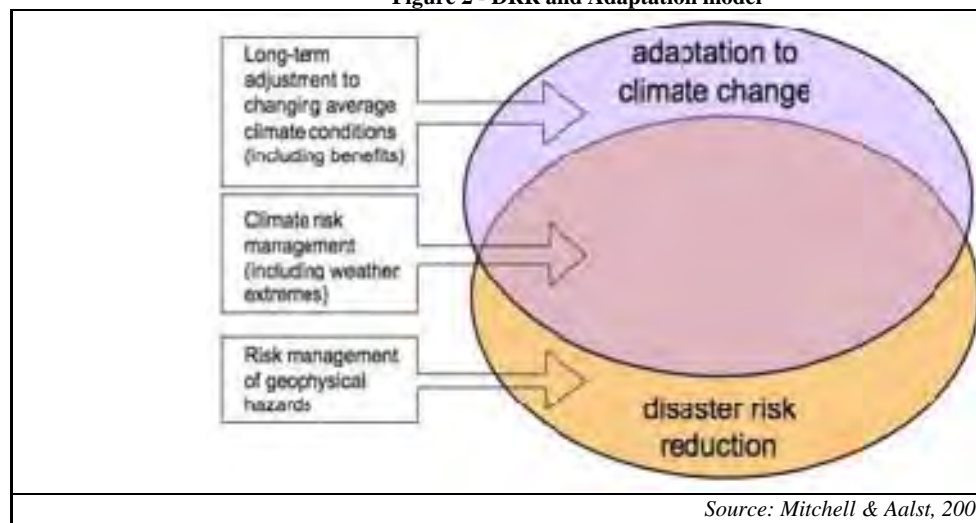 Figure 2 - DRR and Adaptation model
Long-term
adjustment to
changing average
climate conditions
(including benefits)
adaptation to
climate change
Climate risk
management
(including weather
extremes)
Risk management
of geophysical
hazards
disaster risk
reduction
Source: Mitchell & Aalst, 200